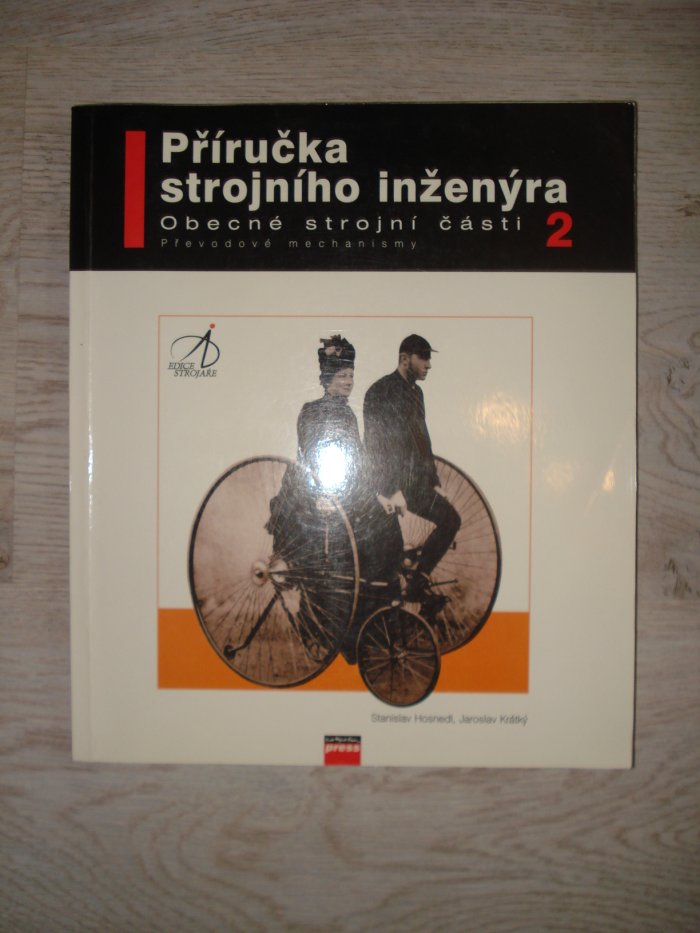 Příručka
strojního inženýra
Obecné strojní části 2
Převodové mechanismy
EDICE
STROJAŘE
Stanislav Hosnedl, Jaroslav Krátký
press